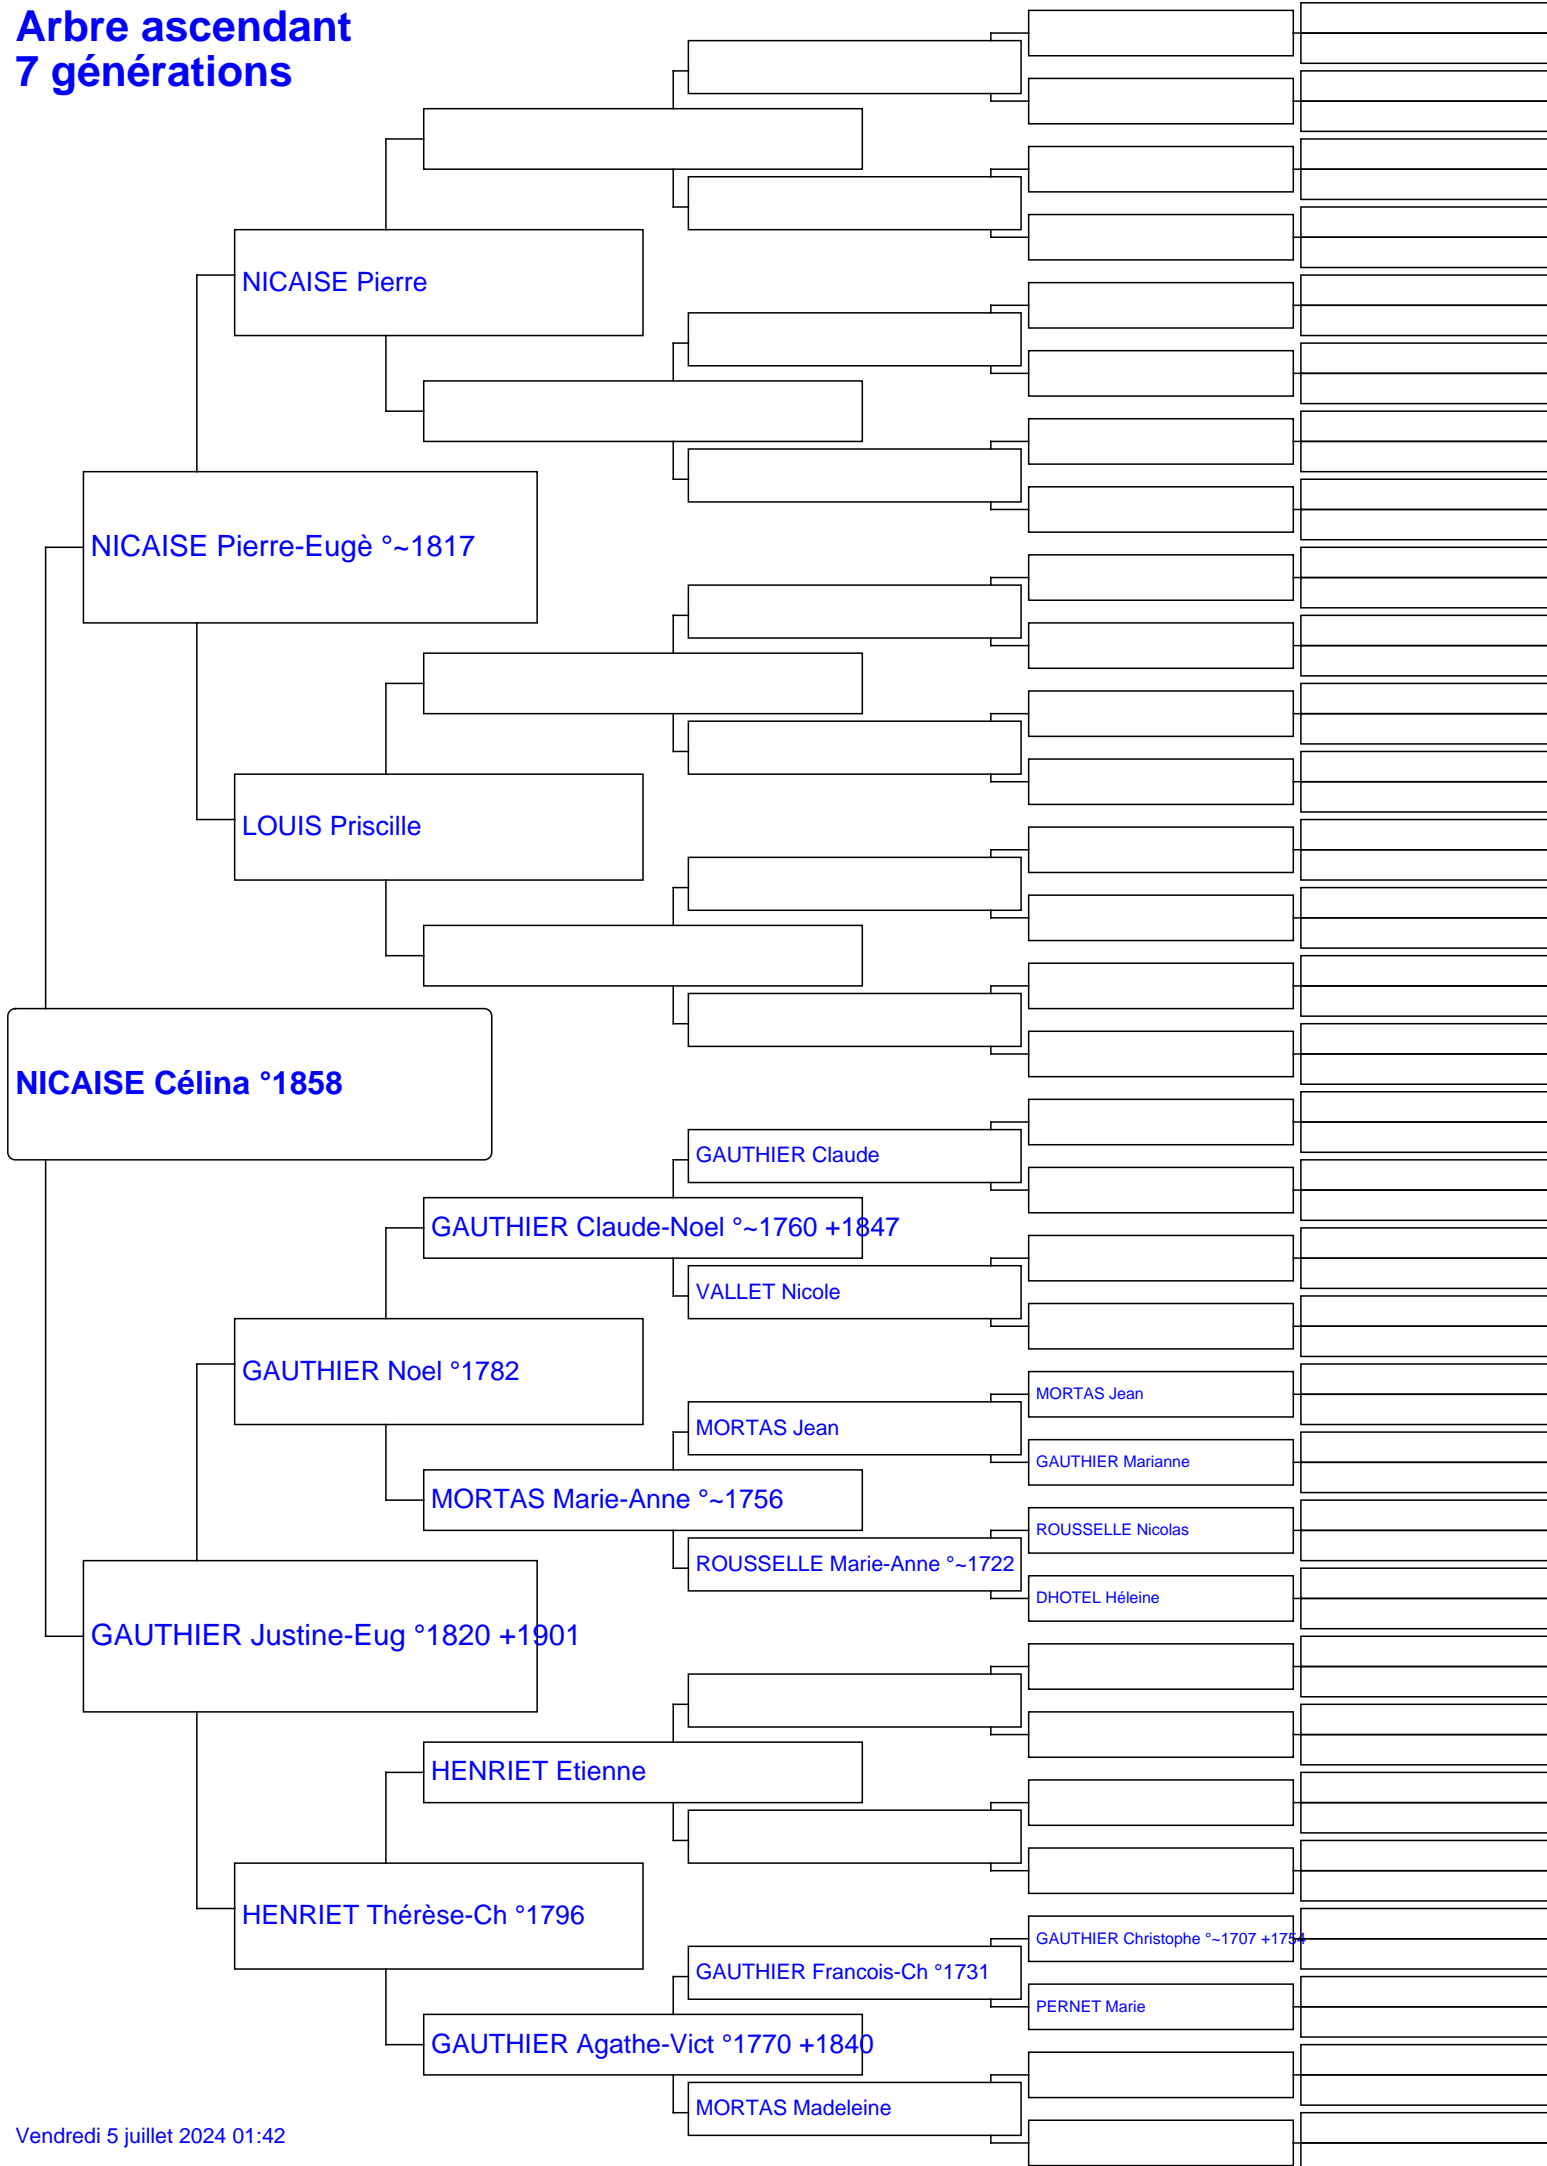 Arbre ascendant
7 générations
NICAISE Pierre
NICAISE Pierre-Eugè °~1817
LOUIS Priscille
NICAISE Célina °1858
GAUTHIER Claude
GAUTHIER Claude-Noel °~1760 +1847
VALLET Nicole
GAUTHIER Noel °1782
MORTAS Jean
MORTAS Jean
GAUTHIER Marianne
MORTAS Marie-Anne °~1756
ROUSSELLE Nicolas
ROUSSELLE Marie-Anne °~1722
DHOTEL Héleine
GAUTHIER Justine-Eug °1820 +1901
HENRIET Etienne
HENRIET Thérèse-Ch °1796
GAUTHIER Christophe °~1707 +1754
GAUTHIER Francois-Ch °1731
PERNET Marie
GAUTHIER Agathe-Vict °1770 +1840
MORTAS Madeleine
Vendredi 5 juillet 2024 01:42